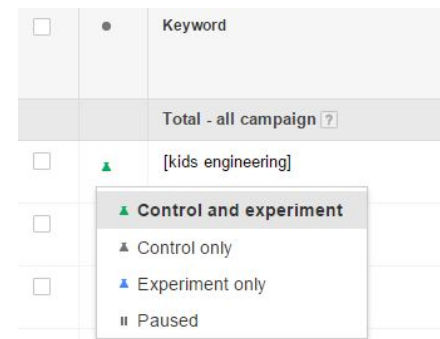 Keyword
Total - all campaign ?
[kids engineering]
Control and experiment
Control only
Experiment only
Paused